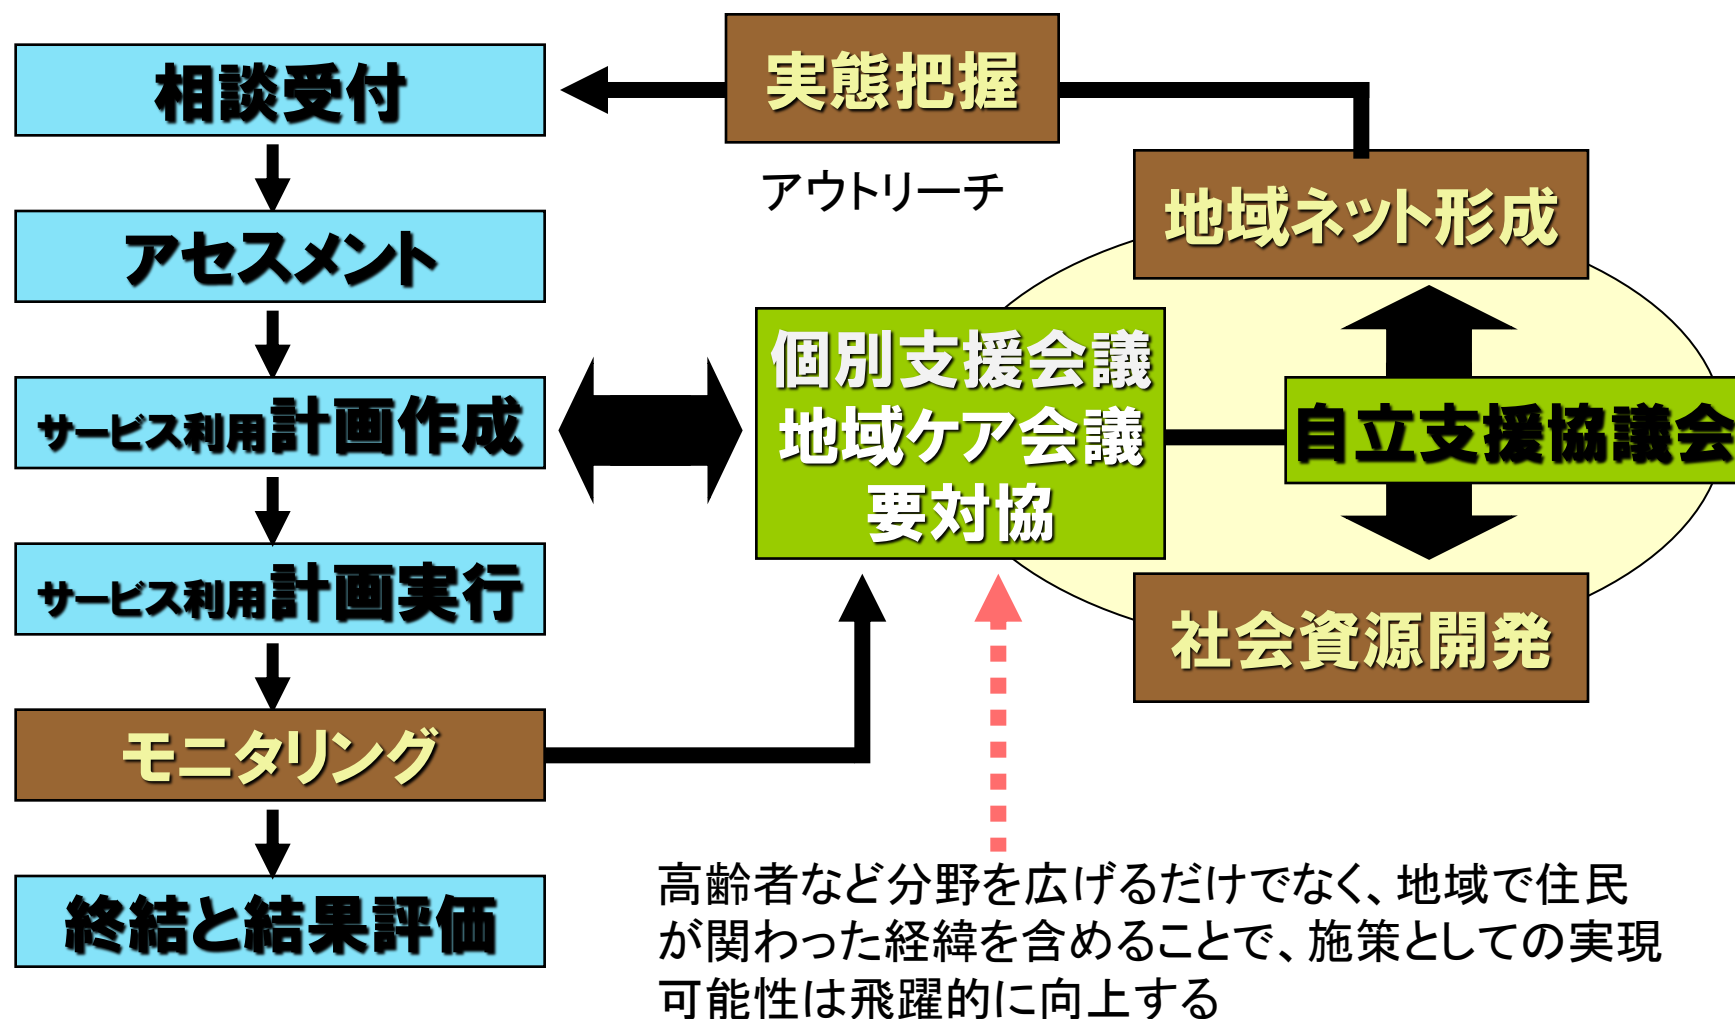 相談受付
アセスメント
サービス利用計画作成
サービス利用計画実行
モニタリング
終結と結果評価
実態把握
アウトリーチ
地域ネット形成
個別支援会議
地域ケア会議
要対協
自立支援協議会
社会資源開発
高齢者など分野を広げるだけでなく、地域で住民
が関わった経緯を含めることで、施策としての実現
可能性は飛躍的に向上する